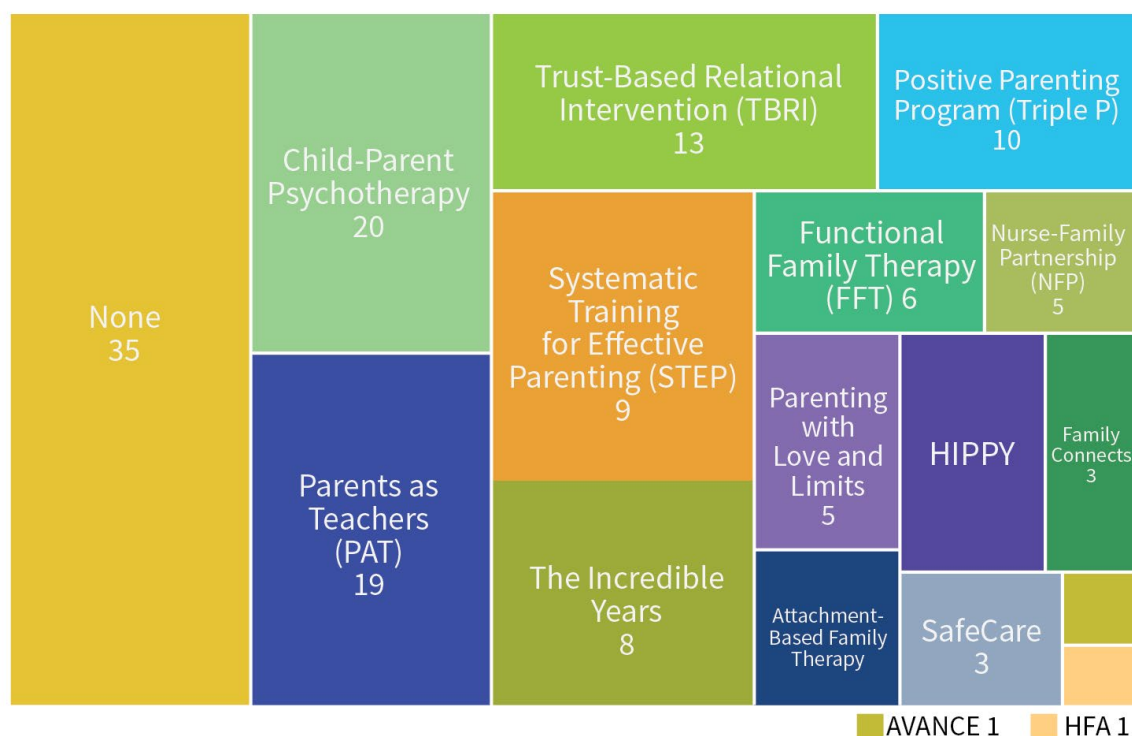 None
35
Child-Parent
Psychotherapy
20
Parents as
Teachers
(PAT)
19
Trust-Based Relational
Intervention (TBRI)
13
Positive Parenting
Program (Triple P)
10
Systematic
Training
for Effective
Parenting (STEP)
9
The Incredible
Years
8
Functional
Family Therapy
(FFT) 6
Nurse-Family
Partnership
(NFP)
5
Parenting
with
Love and
Limits
5
HIPPY
Family
Connects
3
Attachment-
Based Family
Therapy
SafeCare
3
AVANCE 1
HFA 1